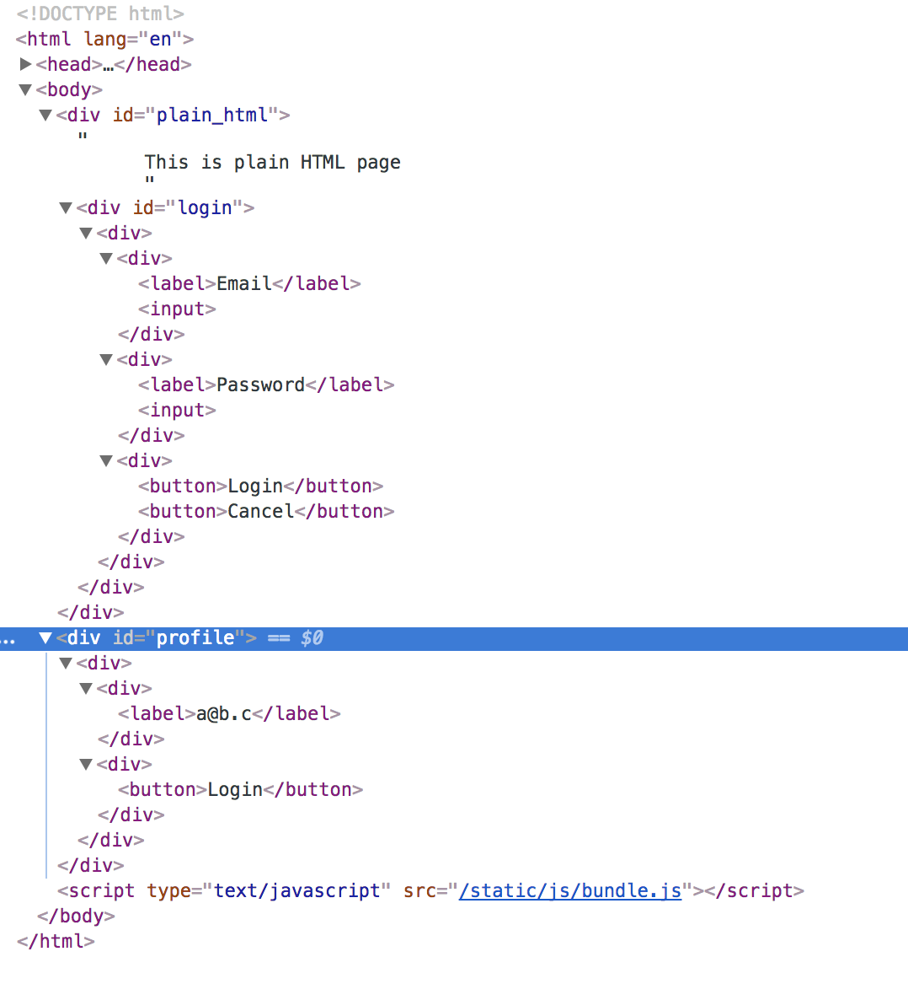 <!DOCTYPE html>
<html lang="en">
<head>…</head>
<body>
<div id="plain_html">
"
This is plain HTML page
"
<div id="login">
<div>
<div>
<label>Email</label>
<input>
</div>
<div>
<label>Password</label>
<input>
</div>
<div>
<button>Login</button>
<button>Cancel</button>
</div>
</div>
</div>
</div>
… <div id="profile"> == $0
<div>
<div>
<label>a@b.c</label>
</div>
<div>
<button>Login</button>
</div>
</div>
</div>
<script type="text/javascript" src="/static/js/bundle.js"></script>
</body>
</html>